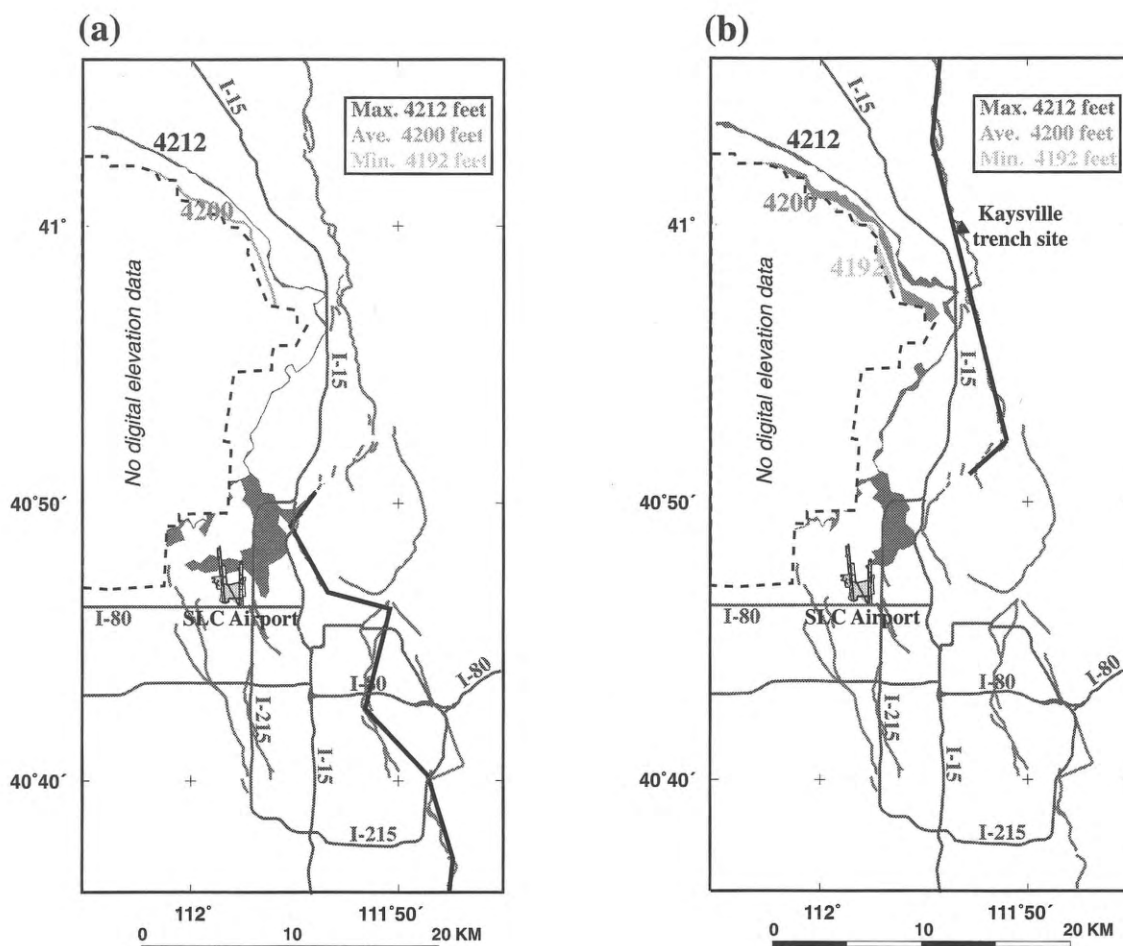 (a)
I-15
Max. 4212 feet
Ave. 4200 feet
Min. 4192 feet
4212
4200
41°
No digital elevation data
I-15
40°50´
I-80
SLC Airport
I-80
I-80
I-215
I-15
40°40´
I-215
112°
111°50´
0 10 20 KM
(b)
I-15
Max. 4212 feet
Ave. 4200 feet
Min. 4192 feet
4212
4200
41°
Kaysville
trench site
4192
No digital elevation data
I-15
40°50´
I-80
SLC Airport
I-80
I-80
I-215
I-15
40°40´
I-215
112°
111°50´
0 10 20 KM